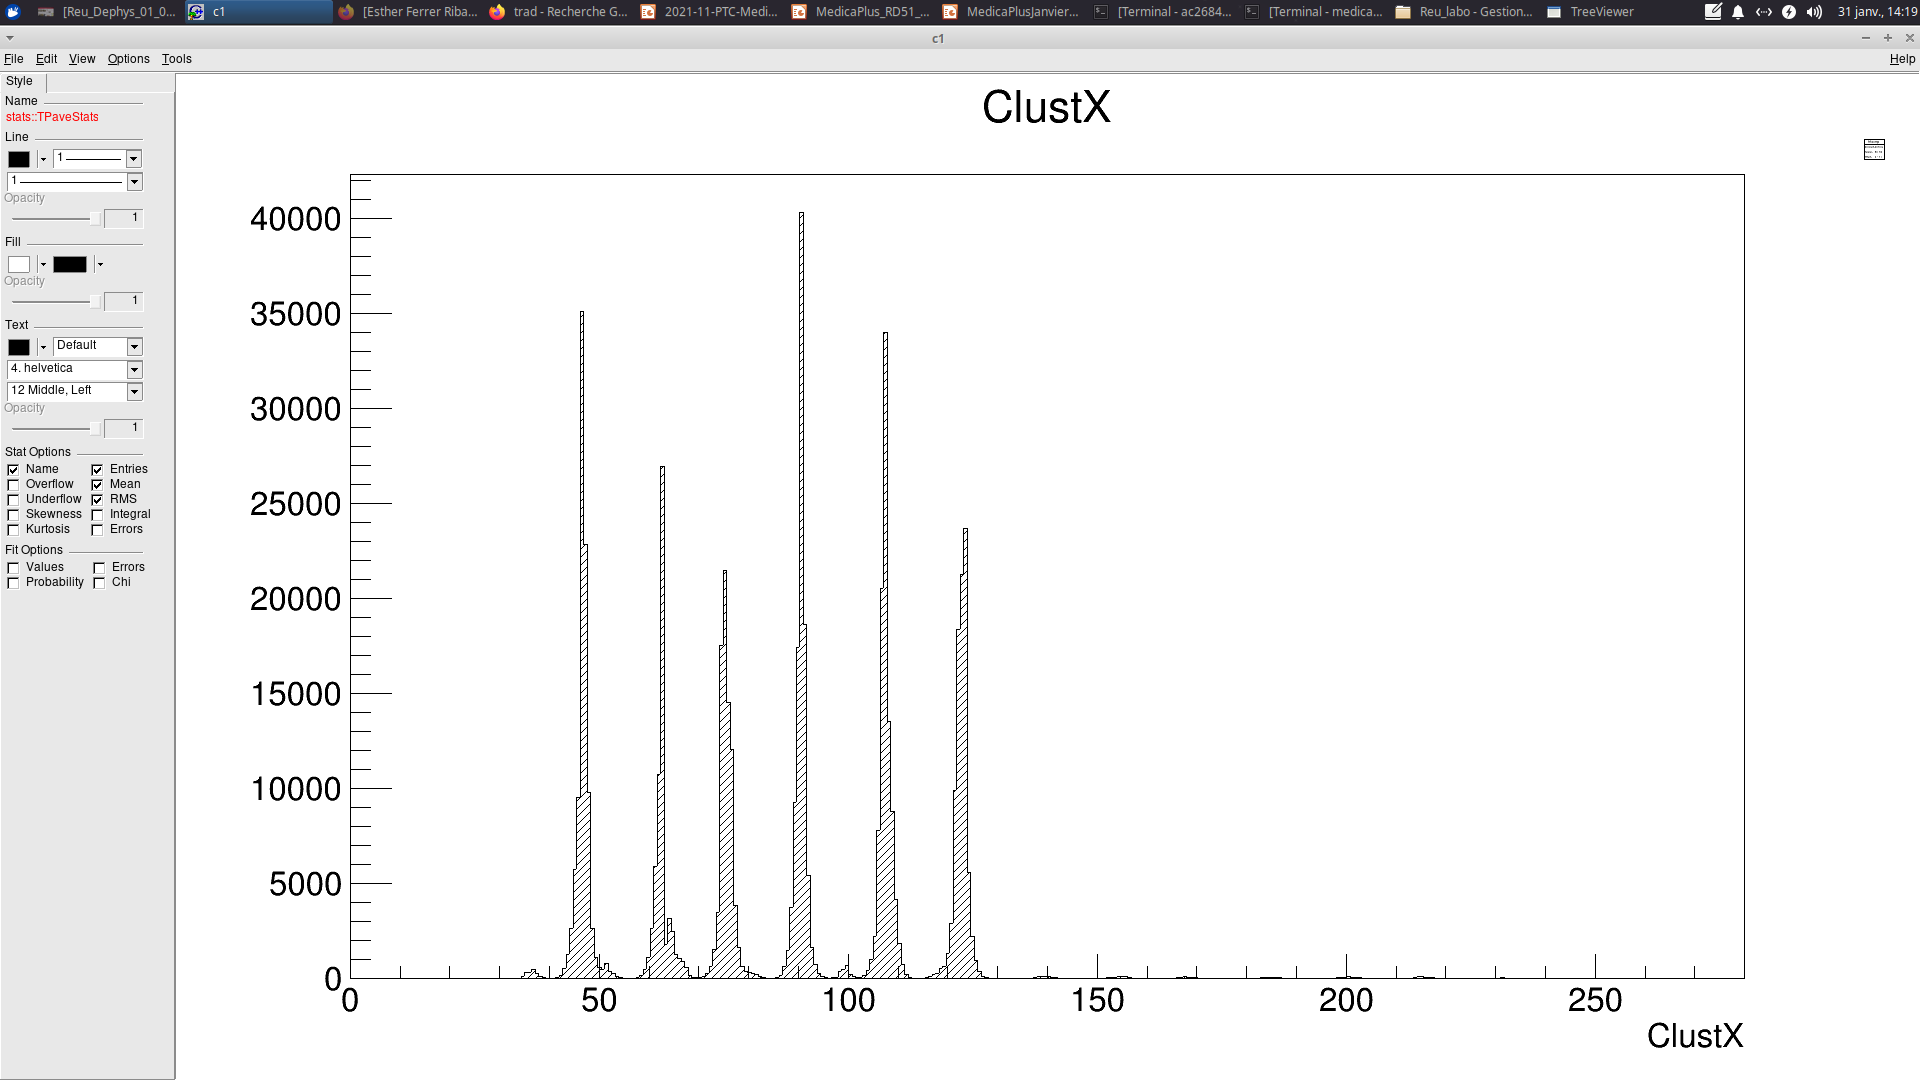 [Reu_Dephys_01_0... c1 [Esther Ferrer Riba... trad - Recherche G... 2021-11-PTC-Medi... MedicaPlus_RD51_... MedicaPlusJanvier... [Terminal - ac2684... [Terminal - medica... Reu_labo - Gestion... TreeViewer 31 janv., 14:19
c1
File Edit View Options Tools Help
Style
Name
stats::TPaveStats
Line
1
1
Opacity
1
Fill
Opacity
1
Text
Default
4. helvetica
12 Middle, Left
Opacity
1
Stat Options
Name Entries
Overflow Mean
Underflow RMS
Skewness Integral
Kurtosis Errors
Fit Options
Values Errors
Probability Chi
ClustX
40000
35000
30000
25000
20000
15000
10000
5000
0
0 50 100 150 200 250
ClustX